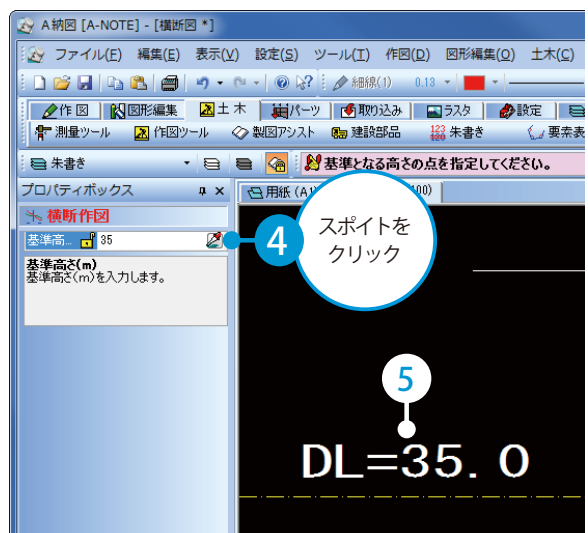 A納図 [A-NOTE] - [横断図 *]
ファイル(F) 編集(E) 表示(V) 設定(S) ツール(T) 作図(D) 図形編集(O) 土木(C)
細線(1) 0.13
作図 図形編集 土木 パーツ 取り込み ラスタ 設定
測量ツール 作図ツール 製図アシスト 建設部品 123 朱書き 要素表
朱書き 基準となる高さの点を指定してください。
プロパティボックス 用紙 (A1) 00)
横断作図
基準高... 35
4 スポイトを
クリック
基準高さ(m)
基準高さ(m)を入力します。
5
DL=35. 0